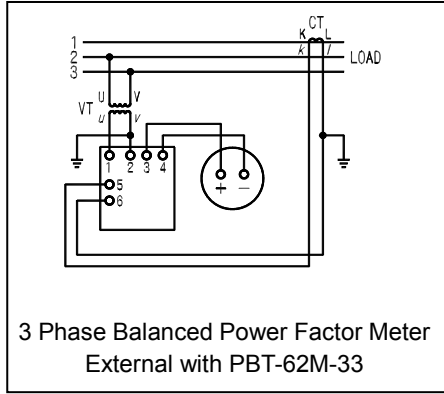 CT
K L
1
k l
2 LOAD
3
U V
VT u v
1 2 3 4
5
6
+ −
3 Phase Balanced Power Factor Meter
External with PBT-62M-33